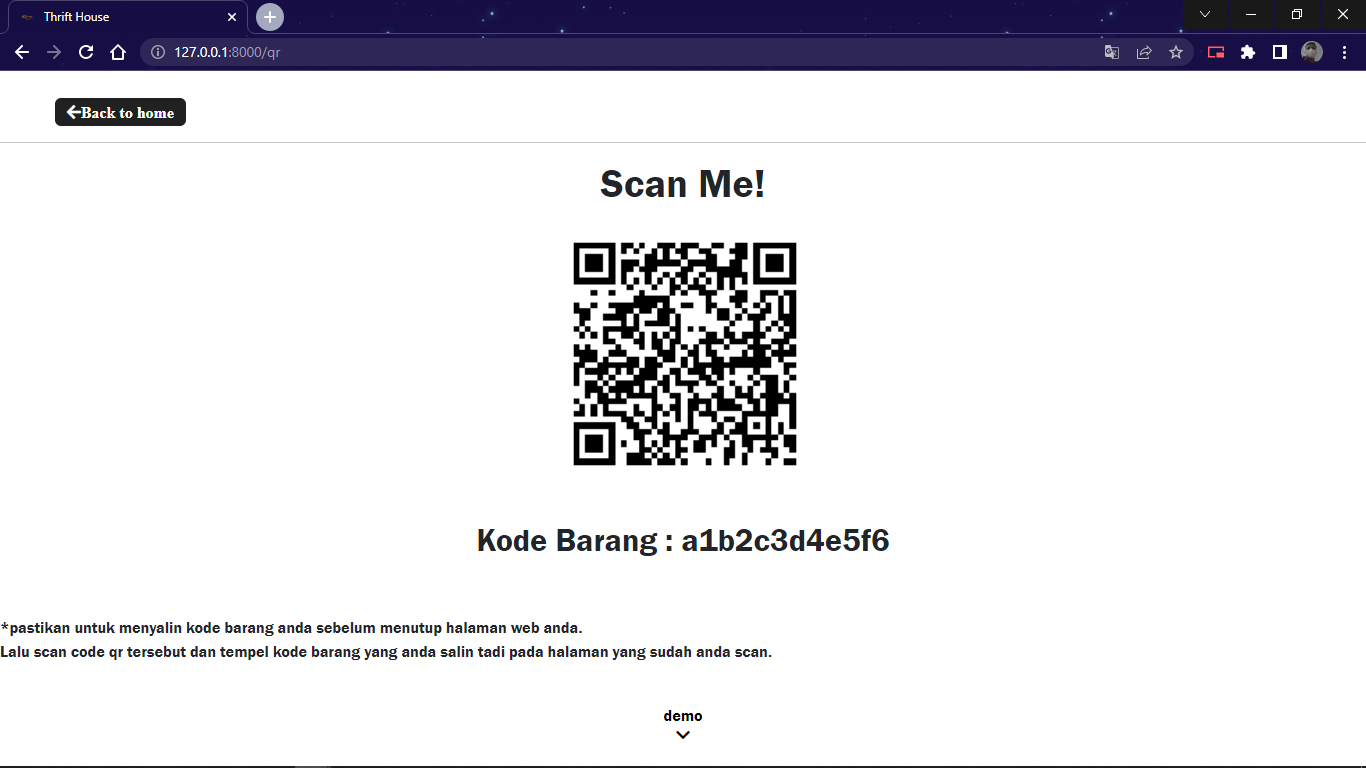 Thrift House
127.0.0.1:8000/qr
Back to home
Scan Me!
Kode Barang : a1b2c3d4e5f6
*pastikan untuk menyalin kode barang anda sebelum menutup halaman web anda.
Lalu scan code qr tersebut dan tempel kode barang yang anda salin tadi pada halaman yang sudah anda scan.
demo